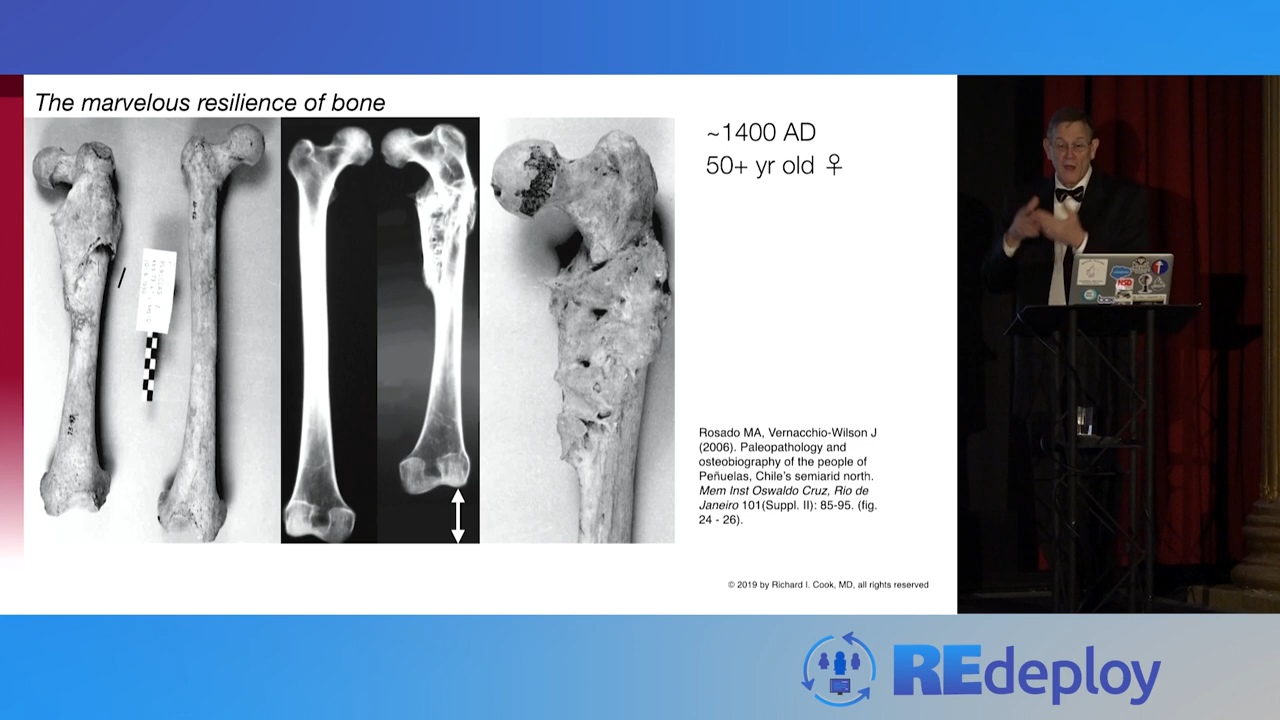 The marvelous resilience of bone
~1400 AD
50+ yr old ♀
Rosado MA, Vernacchio-Wilson J
(2006). Paleopathology and
osteobiography of the people of
Peñuelas, Chile's semiarid north.
Mem Inst Oswaldo Cruz, Rio de
Janeiro 101(Suppl. II): 85-95. (fig.
24 - 26).
© 2019 by Richard I. Cook, MD, all rights reserved
NSD
REdeploy